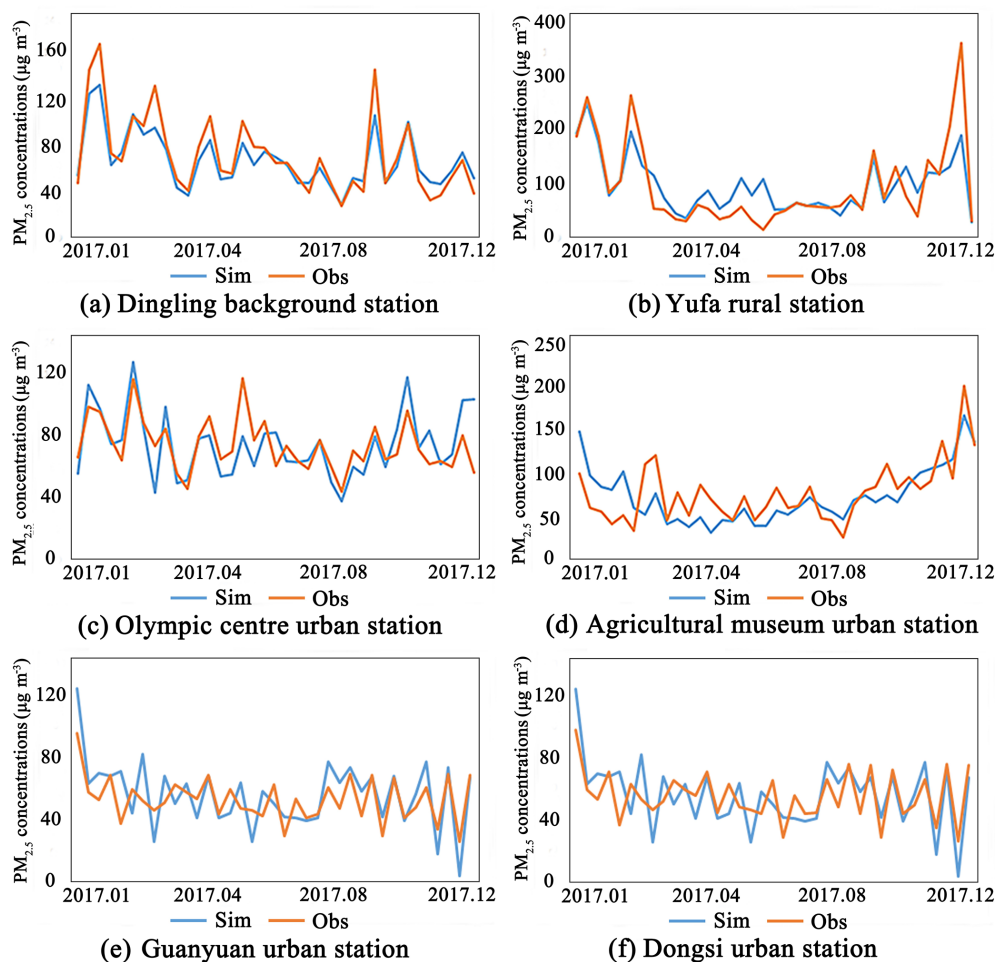 PM2.5 concentrations (μg m-3)
160
120
80
40
0
2017.01 2017.04 2017.08 2017.12
Sim Obs
(a) Dingling background station
PM2.5 concentrations (μg m-3)
400
300
200
100
0
2017.01 2017.04 2017.08 2017.12
Sim Obs
(b) Yufa rural station
PM2.5 concentrations (μg m-3)
120
80
40
0
2017.01 2017.04 2017.08 2017.12
Sim Obs
(c) Olympic centre urban station
PM2.5 concentrations (μg m-3)
250
200
150
100
50
0
2017.01 2017.04 2017.08 2017.12
Sim Obs
(d) Agricultural museum urban station
PM2.5 concentrations (μg m-3)
120
80
40
0
2017.01 2017.04 2017.08 2017.12
Sim Obs
(e) Guanyuan urban station
PM2.5 concentrations (μg m-3)
120
80
40
0
2017.01 2017.04 2017.08 2017.12
Sim Obs
(f) Dongsi urban station